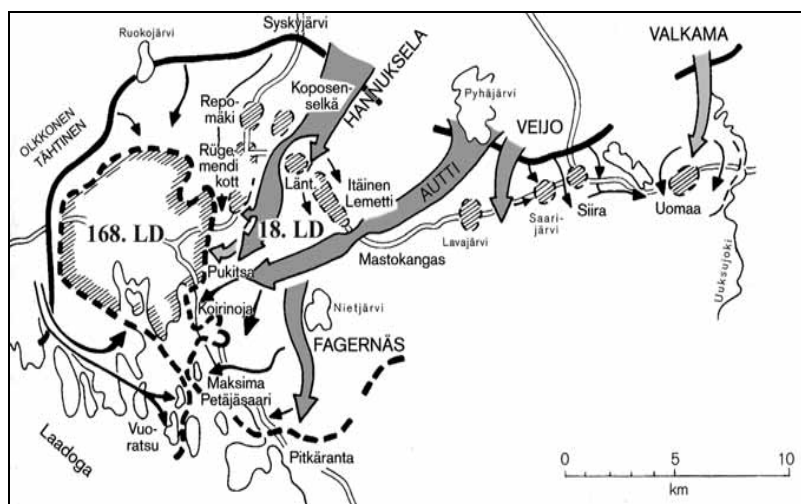 Syskyjärvi
Ruokojärvi
VALKAMA
HANNUKSELA
Koposen-
selkä
Pyhäjärvi
Repo-
mäki
VEIJO
OLKKONEN
TÄHTINEN
Rüge-
mendi
kott
Länt.
Itäinen
Lemetti
AUTTI
168. LD
18. LD
Saari-
järvi
Siira
Uomaa
Lavajärvi
Mastokangas
Pukitsa
Koirinoja
Uuksujoki
Nietjärvi
FAGERNÄS
Maksima
Petäjäsaari
Vuo-
ratsu
Laadoga
Pitkäranta
0 5 10
km